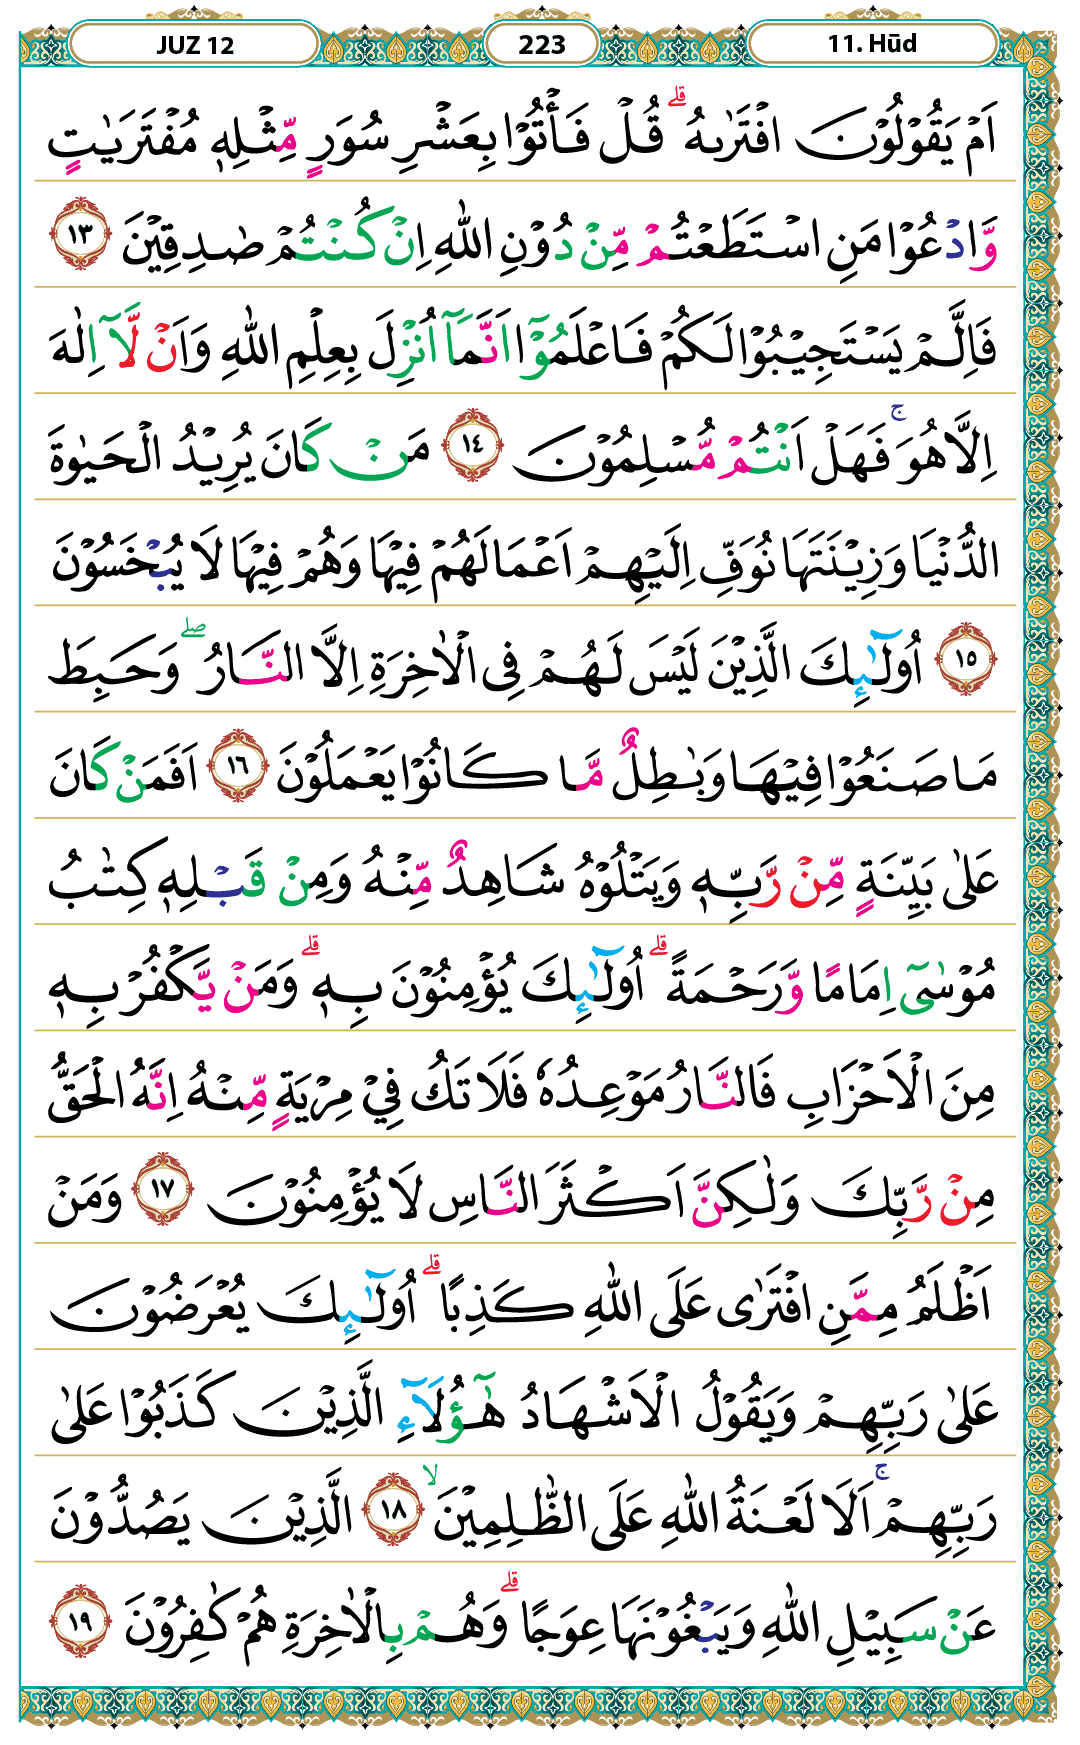 JUZ 12 223 11. Hūd
اَمْ يَقُوْلُوْنَ افْتَرٰىهُ ۗ قُلْ فَأْتُوْا بِعَشْرِ سُوَرٍ مِّثْلِهٖ مُفْتَرَيٰتٍ
وَّادْعُوْا مَنِ اسْتَطَعْتُمْ مِّنْ دُوْنِ اللّٰهِ اِنْ كُنْتُمْ صٰدِقِيْنَ ١٣
فَاِلَّمْ يَسْتَجِيْبُوْا لَكُمْ فَاعْلَمُوْٓا اَنَّمَآ اُنْزِلَ بِعِلْمِ اللّٰهِ وَاَنْ لَّآ اِلٰهَ
اِلَّا هُوَ ۚ فَهَلْ اَنْتُمْ مُّسْلِمُوْنَ ١٤ مَنْ كَانَ يُرِيْدُ الْحَيٰوةَ
الدُّنْيَا وَزِيْنَتَهَا نُوَفِّ اِلَيْهِمْ اَعْمَالَهُمْ فِيْهَا وَهُمْ فِيْهَا لَا يُبْخَسُوْنَ
١٥ اُولٰۤىِٕكَ الَّذِيْنَ لَيْسَ لَهُمْ فِى الْاٰخِرَةِ اِلَّا النَّارُ ۖ وَحَبِطَ
مَا صَنَعُوْا فِيْهَا وَبٰطِلٌ مَّا كَانُوْا يَعْمَلُوْنَ ١٦ اَفَمَنْ كَانَ
عَلٰى بَيِّنَةٍ مِّنْ رَّبِّهٖ وَيَتْلُوْهُ شَاهِدٌ مِّنْهُ وَمِنْ قَبْلِهٖ كِتٰبُ
مُوْسٰىٓ اِمَامًا وَّرَحْمَةً ۗ اُولٰۤىِٕكَ يُؤْمِنُوْنَ بِهٖ ۗ وَمَنْ يَّكْفُرْ بِهٖ
مِنَ الْاَحْزَابِ فَالنَّارُ مَوْعِدُهٗ فَلَا تَكُ فِيْ مِرْيَةٍ مِّنْهُ اِنَّهُ الْحَقُّ
مِنْ رَّبِّكَ وَلٰكِنَّ اَكْثَرَ النَّاسِ لَا يُؤْمِنُوْنَ ١٧ وَمَنْ
اَظْلَمُ مِمَّنِ افْتَرٰى عَلَى اللّٰهِ كَذِبًا ۗ اُولٰۤىِٕكَ يُعْرَضُوْنَ
عَلٰى رَبِّهِمْ وَيَقُوْلُ الْاَشْهَادُ هٰٓؤُلَاۤءِ الَّذِيْنَ كَذَبُوْا عَلٰى
رَبِّهِمْ ۚ اَلَا لَعْنَةُ اللّٰهِ عَلَى الظّٰلِمِيْنَ ۙ ١٨ الَّذِيْنَ يَصُدُّوْنَ
عَنْ سَبِيْلِ اللّٰهِ وَيَبْغُوْنَهَا عِوَجًا ۗ وَهُمْ بِالْاٰخِرَةِ هُمْ كٰفِرُوْنَ ١٩